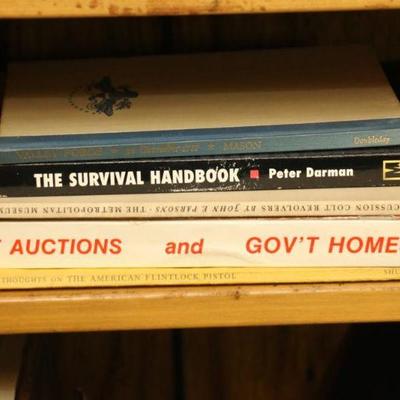 MASON Doubleday
THE SURVIVAL HANDBOOK Peter Darman
CUSSION COLT REVOLVERS BY JOHN E PARSONS · THE METROPOLITAN MUSEUM
AUCTIONS and GOV'T HOME
THOUGHTS ON THE AMERICAN FLINTLOCK PISTOL